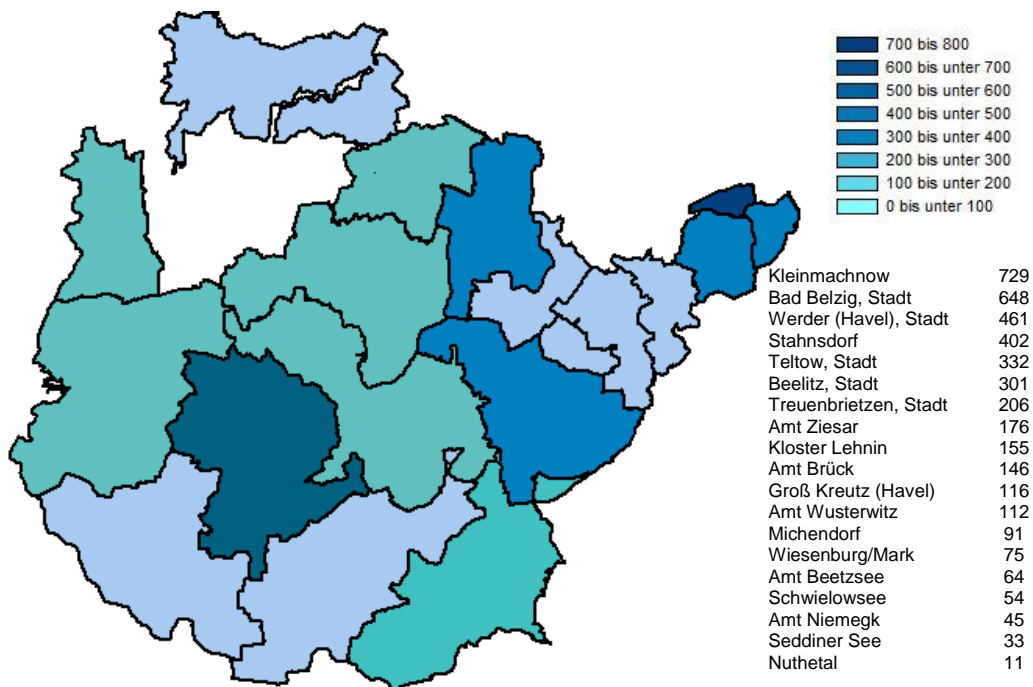 700 bis 800
600 bis unter 700
500 bis unter 600
400 bis unter 500
300 bis unter 400
200 bis unter 300
100 bis unter 200
0 bis unter 100
Kleinmachnow 729
Bad Belzig, Stadt 648
Werder (Havel), Stadt 461
Stahnsdorf 402
Teltow, Stadt 332
Beelitz, Stadt 301
Treuenbrietzen, Stadt 206
Amt Ziesar 176
Kloster Lehnin 155
Amt Brück 146
Groß Kreutz (Havel) 116
Amt Wusterwitz 112
Michendorf 91
Wiesenburg/Mark 75
Amt Beetzsee 64
Schwielowsee 54
Amt Niemegk 45
Seddiner See 33
Nuthetal 11